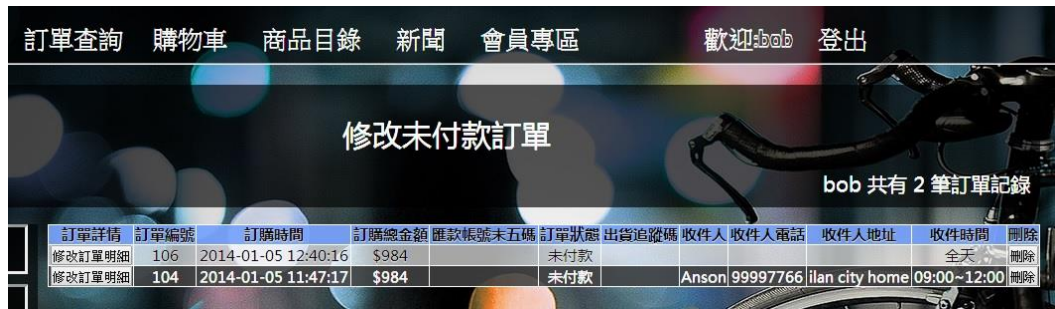 訂單查詢 購物車 商品目錄 新聞 會員專區 歡迎:bob 登出
修改未付款訂單
bob 共有 2 筆訂單記錄
訂單詳情 訂單編號 訂購時間 訂購總金額 匯款帳號末五碼 訂單狀態 出貨追蹤碼 收件人 收件人電話 收件人地址 收件時間 刪除
修改訂單明細 106 2014-01-05 12:40:16 $984 未付款 全天 刪除
修改訂單明細 104 2014-01-05 11:47:17 $984 未付款 Anson 99997766 ilan city home 09:00~12:00 刪除